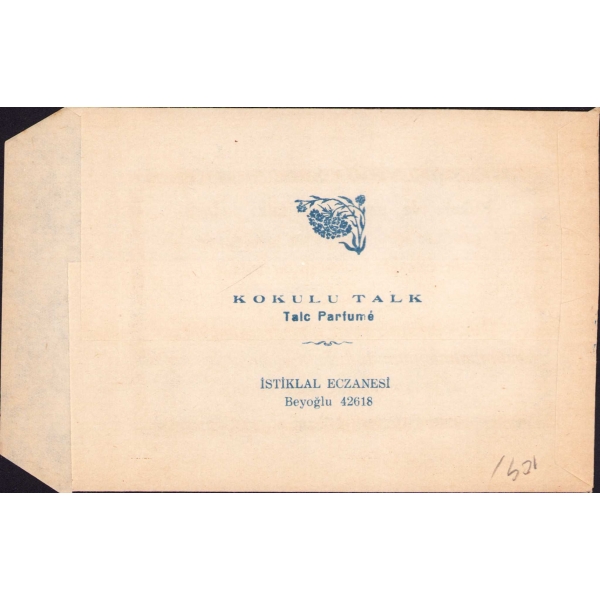 KOKULU TALK
Talc Parfumé
İSTİKLAL ECZANESİ
Beyoğlu 42618